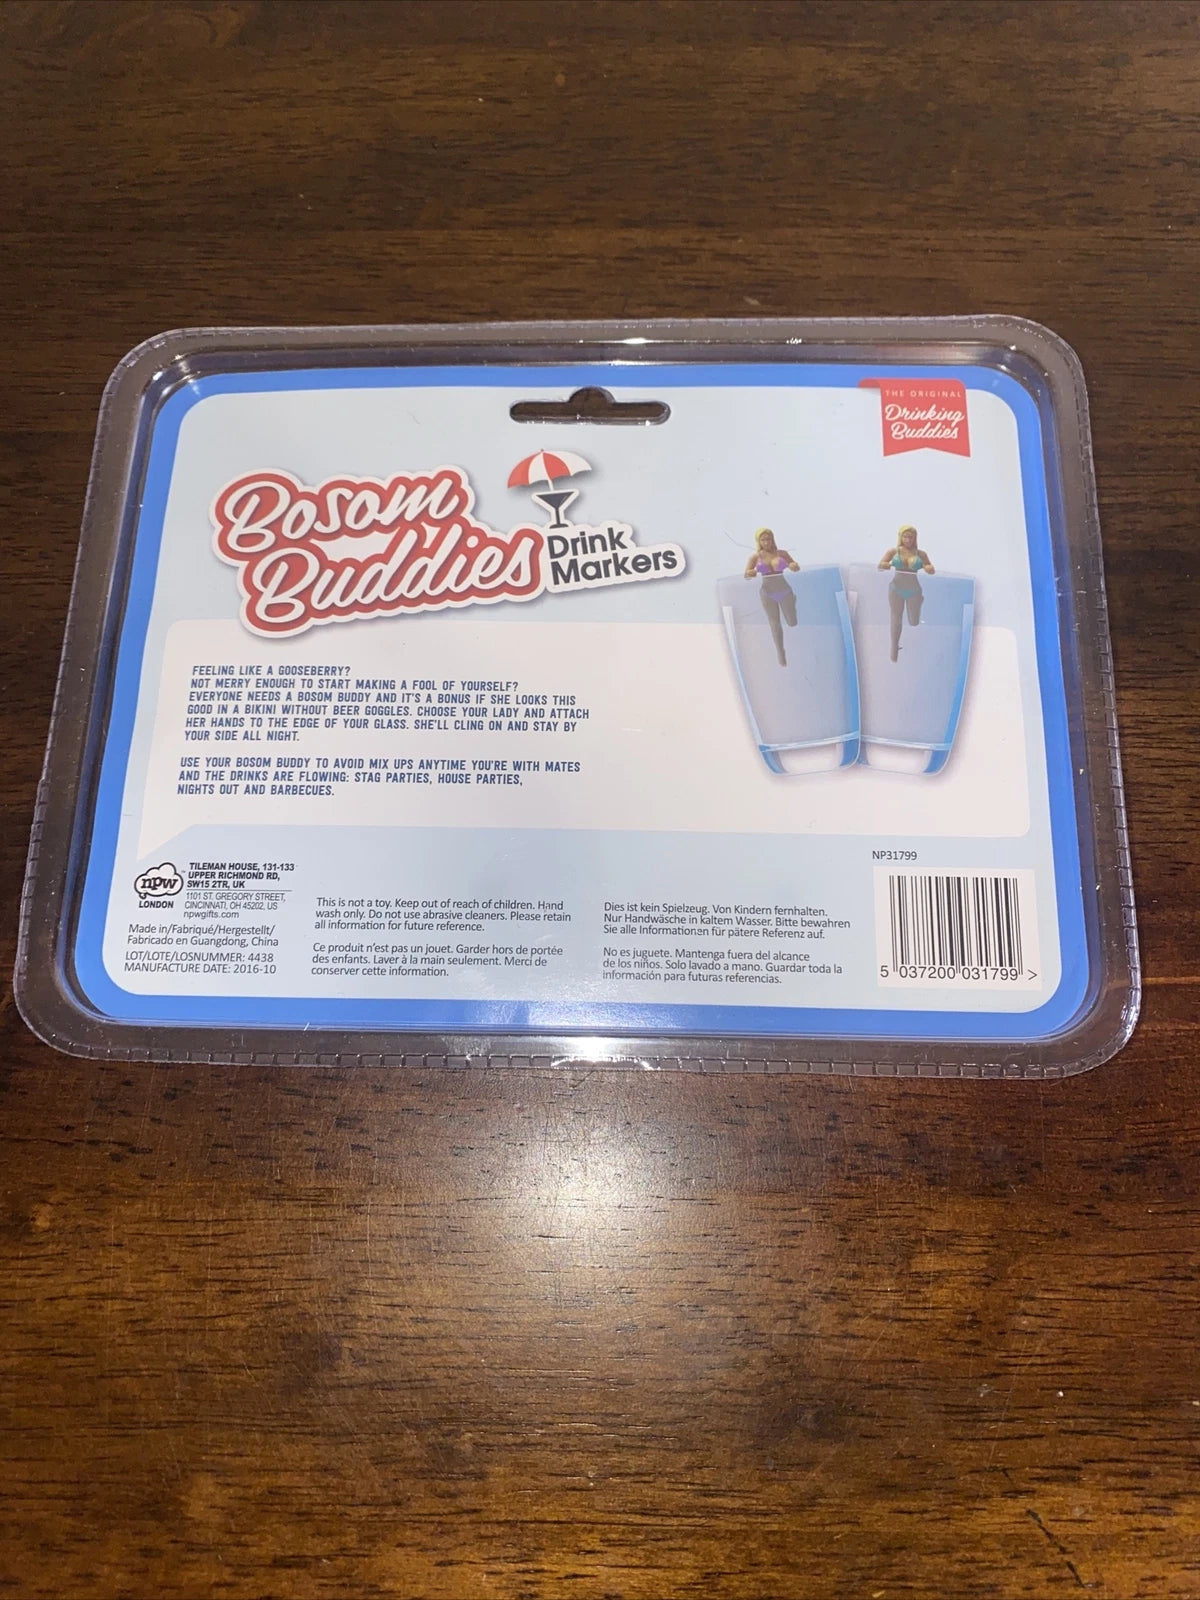 THE ORIGINAL
Drinking
Buddies
Bosom
Buddies
Drink
Markers
FEELING LIKE A GOOSEBERRY?
NOT MERRY ENOUGH TO START MAKING A FOOL OF YOURSELF?
EVERYONE NEEDS A BOSOM BUDDY AND IT'S A BONUS IF SHE LOOKS THIS
GOOD IN A BIKINI WITHOUT BEER GOGGLES. CHOOSE YOUR LADY AND ATTACH
HER HANDS TO THE EDGE OF YOUR GLASS. SHE'LL CLING ON AND STAY BY
YOUR SIDE ALL NIGHT.
USE YOUR BOSOM BUDDY TO AVOID MIX UPS ANYTIME YOU'RE WITH MATES
AND THE DRINKS ARE FLOWING: STAG PARTIES, HOUSE PARTIES,
NIGHTS OUT AND BARBECUES.
npw
LONDON
TILEMAN HOUSE, 131-133
UPPER RICHMOND RD,
SW15 2TR, UK
1101 ST. GREGORY STREET,
CINCINNATI, OH 45202, US
npwgifts.com
Made in/Fabriqué/Hergestellt/
Fabricado en Guangdong, China
LOT/LOTE/LOSNUMMER: 4438
MANUFACTURE DATE: 2016-10
This is not a toy. Keep out of reach of children. Hand
wash only. Do not use abrasive cleaners. Please retain
all information for future reference.
Ce produit n'est pas un jouet. Garder hors de portée
des enfants. Laver à la main seulement. Merci de
conserver cette information.
Dies ist kein Spielzeug. Von Kindern fernhalten.
Nur Handwäsche in kaltem Wasser. Bitte bewahren
Sie alle Informationen für pätere Referenz auf.
No es juguete. Mantenga fuera del alcance
de los niños. Solo lavado a mano. Guardar toda la
información para futuras referencias.
NP31799
5 037200 031799 >